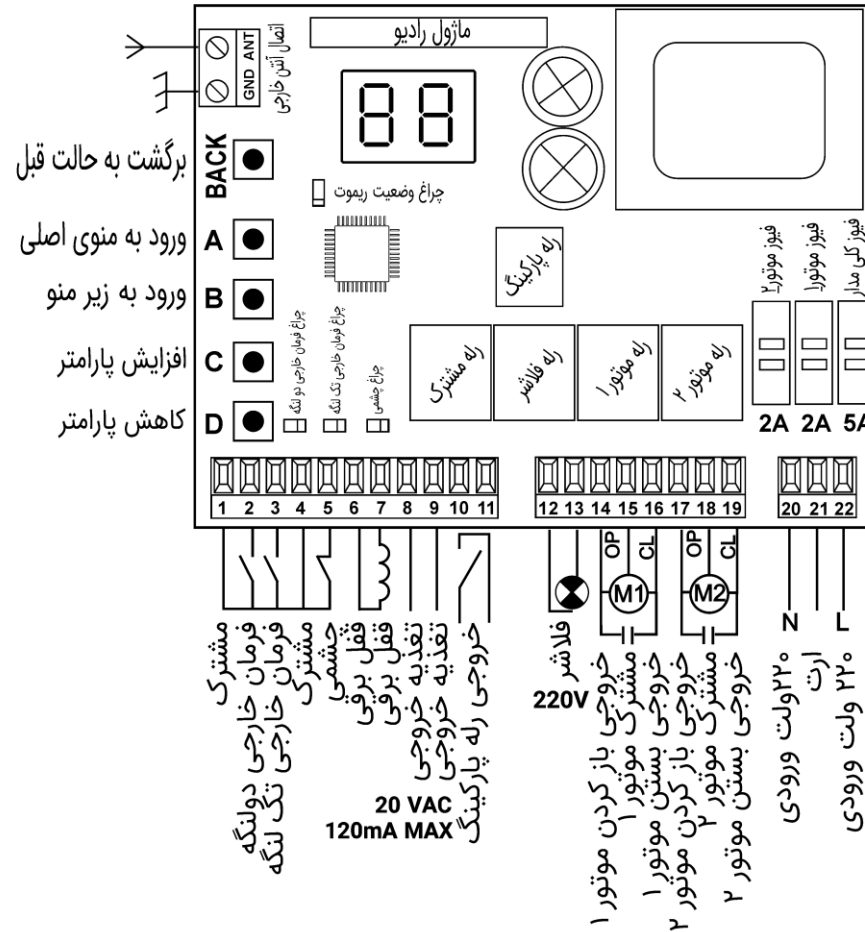 ماژول رادیو
ANT
GND
اتصال آنتن خارجی
88
BACK
برگشت به حالت قبل
چراغ وضعیت ریموت
A
ورود به منوی اصلی
B
ورود به زیر منو
C
افزایش پارامتر
D
کاهش پارامتر
چراغ فرمان خارجی دو لنگه
چراغ فرمان خارجی تک لنگه
چراغ چشمی
رله پارکینگ
رله مشترک
رله فلاشر
رله موتور ۱
رله موتور ۲
فیوز موتور۲
فیوز موتور۱
فیوز کلی مدار
2A 2A 5A
1 2 3 4 5 6 7 8 9 10 11
12 13 14 15 16 17 18 19
20 21 22
OP
CL
OP
CL
M1
M2
N
L
مشترک
فرمان خارجی دولنگه
فرمان خارجی تک لنگه
مشترک
چشمی
قفل برقی
قفل برقی
تغذیه خروجی
تغذیه خروجی
20 VAC
120mA MAX
خروجی رله پارکینگ
فلاشر
220V
خروجی باز کردن موتور ۱
مشترک موتور ۱
خروجی بستن موتور ۱
خروجی باز کردن موتور ۲
مشترک موتور ۲
خروجی بستن موتور ۲
۲۲۰ولت ورودی
ارت
۲۲۰ ولت ورودی